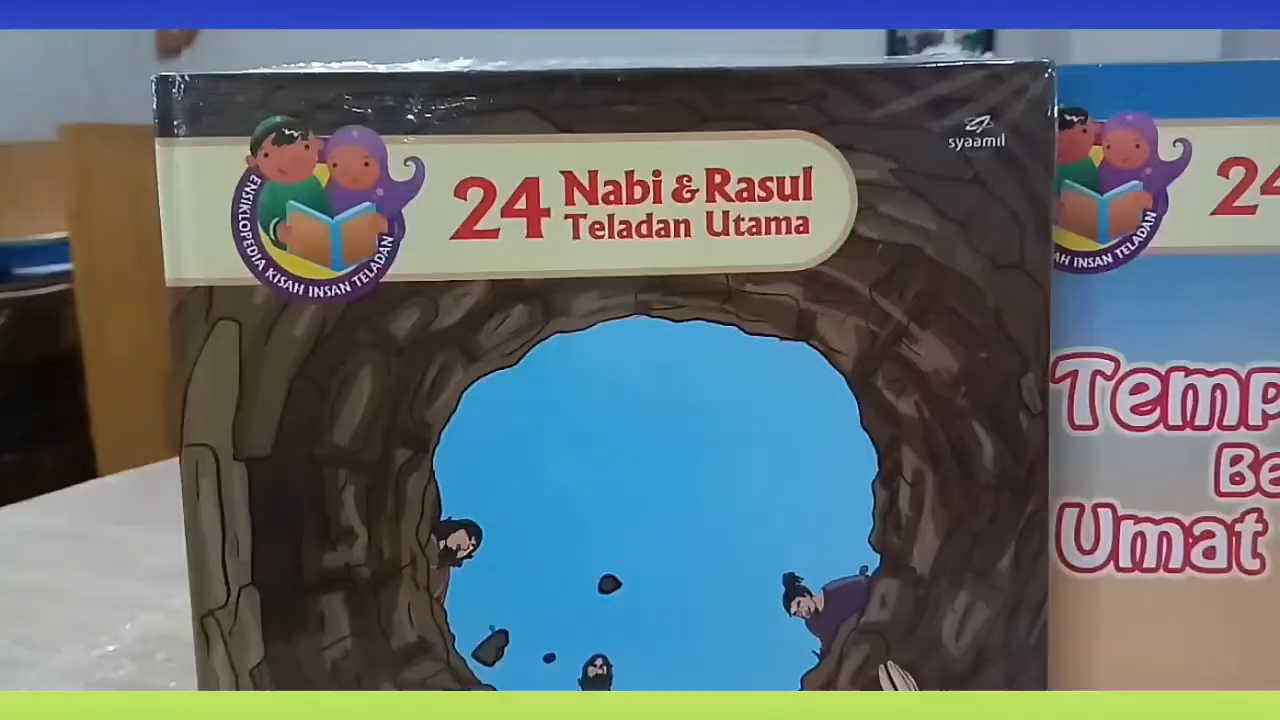 syaamil
ENSIKLOPEDIA KISAH INSAN TELADAN
24 Nabi & Rasul
Teladan Utama
AH INSAN TELADAN
24
Temp
Be
Umat